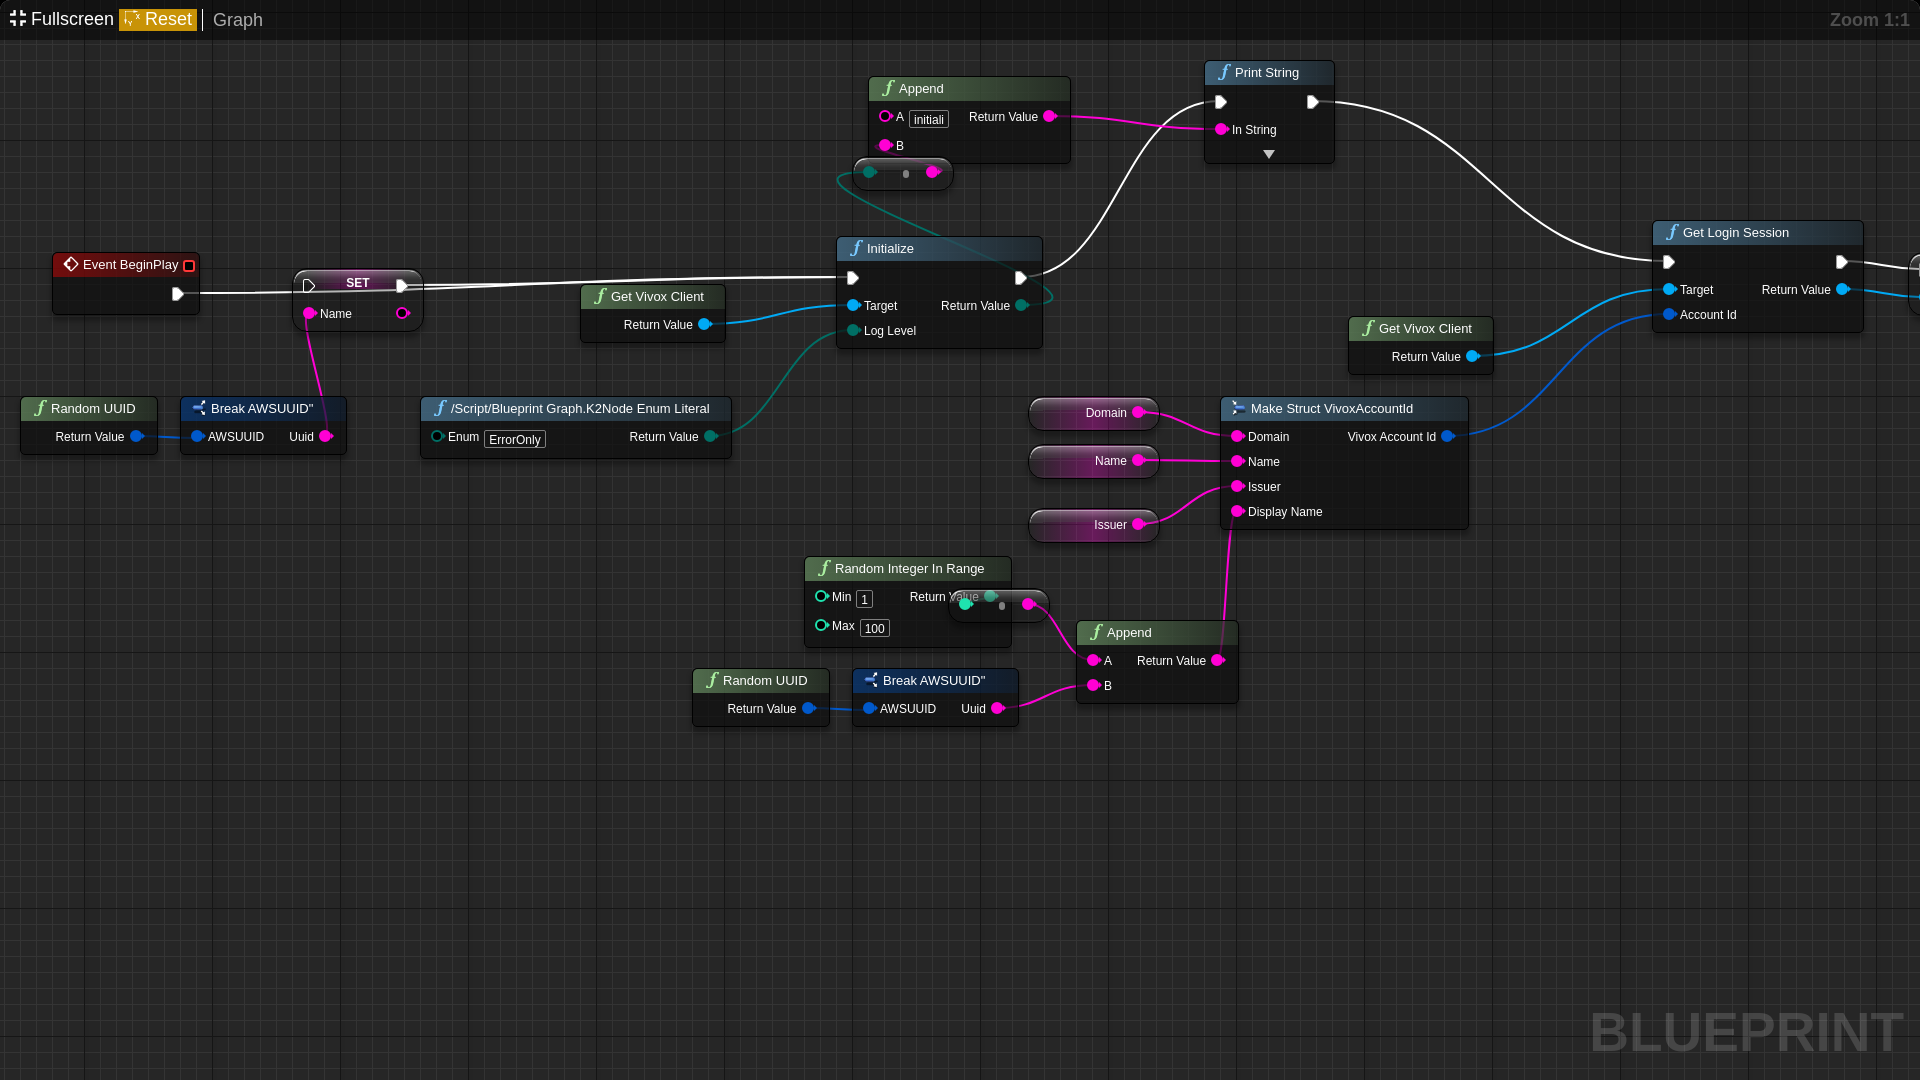 Fullscreen Reset Graph
Zoom 1:1
Append
A initiali Return Value
B
Print String
In String
Event BeginPlay
SET
Name
Get Vivox Client
Return Value
Initialize
Target Return Value
Log Level
Get Login Session
Target Return Value
Account Id
Get Vivox Client
Return Value
Random UUID
Return Value
Break AWSUUID"
AWSUUID Uuid
/Script/Blueprint Graph.K2Node Enum Literal
Enum ErrorOnly Return Value
Domain
Name
Issuer
Make Struct VivoxAccountId
Domain Vivox Account Id
Name
Issuer
Display Name
Random Integer In Range
Min 1 Return Value
Max 100
Append
A Return Value
B
Random UUID
Return Value
Break AWSUUID"
AWSUUID Uuid
BLUEPRINT